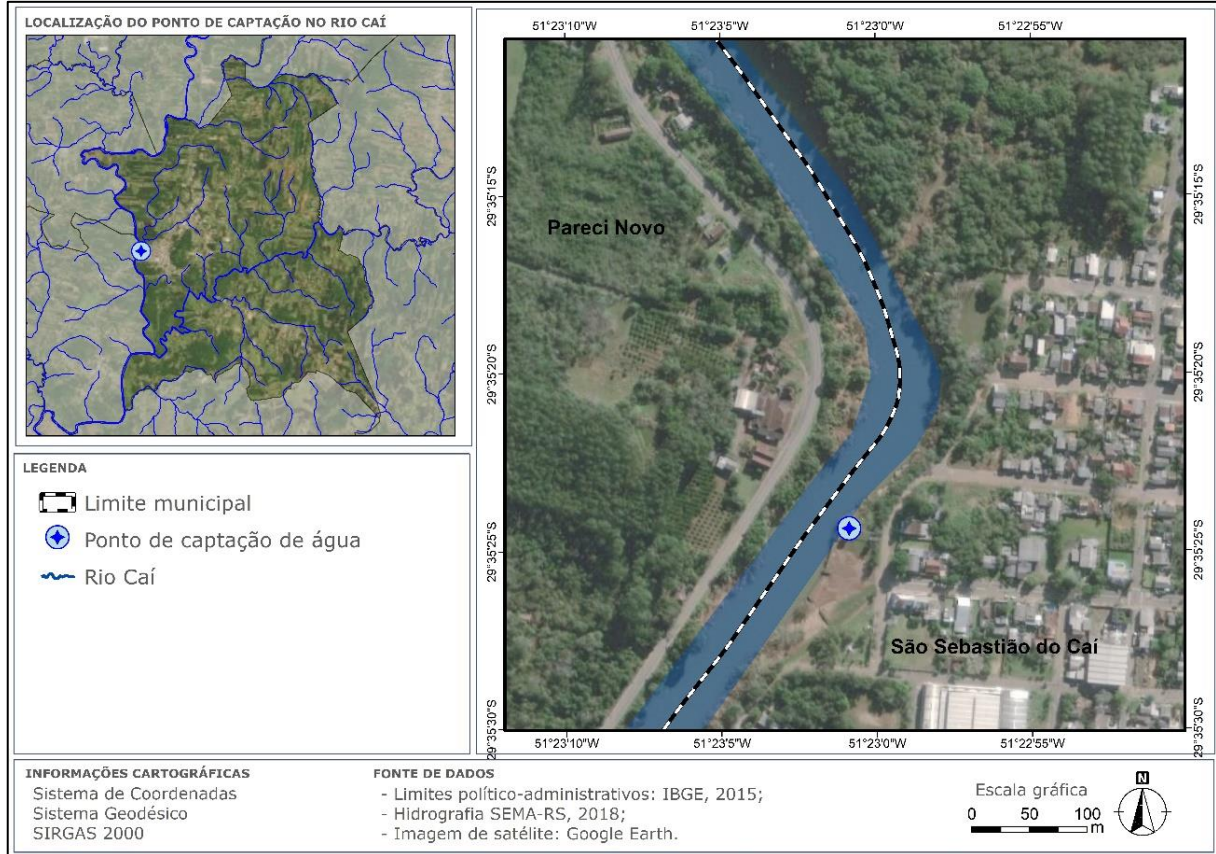 LOCALIZAÇÃO DO PONTO DE CAPTAÇÃO NO RIO CAÍ
51°23'10"W
51°23'5"W
51°23'0"W
51°22'55"W
29°35'15"S
29°35'20"S
29°35'25"S
29°35'30"S
Pareci Novo
São Sebastião do Caí
29°35'15"S
29°35'20"S
29°35'25"S
29°35'30"S
51°23'10"W
51°23'5"W
51°23'0"W
51°22'55"W
LEGENDA
Limite municipal
Ponto de captação de água
Rio Caí
INFORMAÇÕES CARTOGRÁFICAS
Sistema de Coordenadas
Sistema Geodésico
SIRGAS 2000
FONTE DE DADOS
- Limites político-administrativos: IBGE, 2015;
- Hidrografia SEMA-RS, 2018;
- Imagem de satélite: Google Earth.
Escala gráfica
0 50 100
m
N